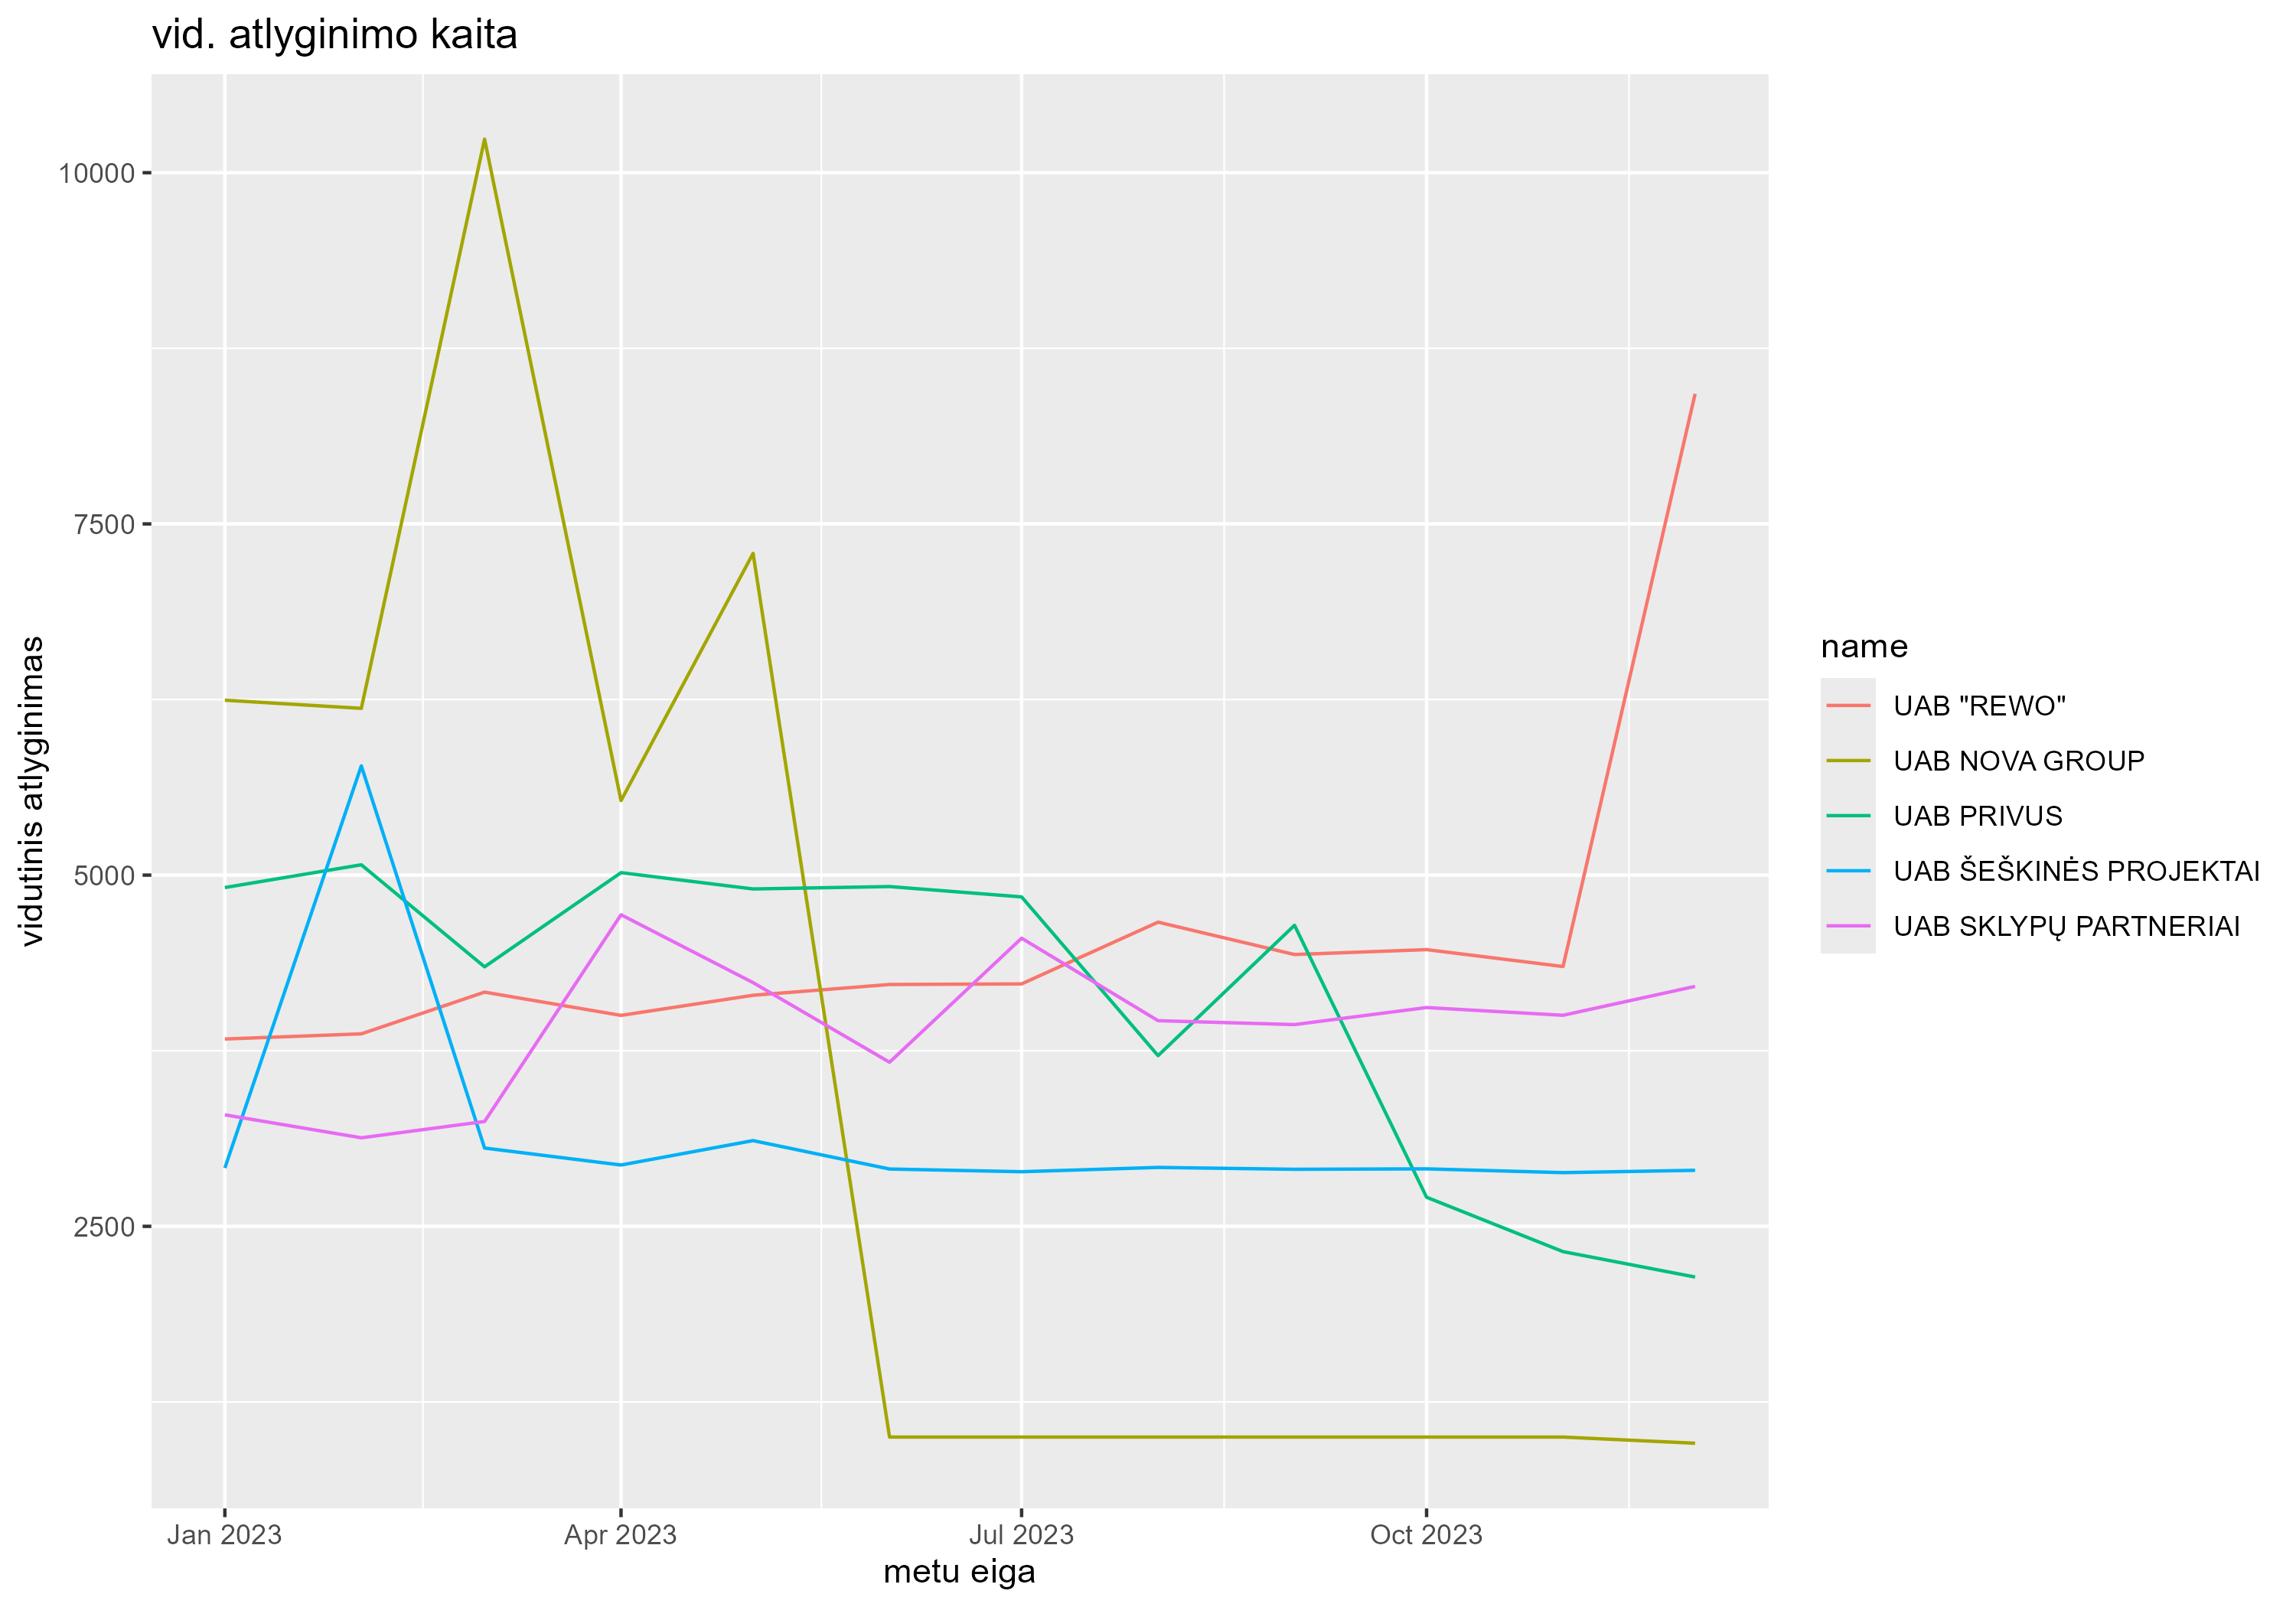 vid. atlyginimo kaita
vidutinis atlyginimas
10000
7500
5000
2500
Jan 2023
Apr 2023
Jul 2023
Oct 2023
metu eiga
name
UAB "REWO"
UAB NOVA GROUP
UAB PRIVUS
UAB ŠEŠKINĖS PROJEKTAI
UAB SKLYPŲ PARTNERIAI